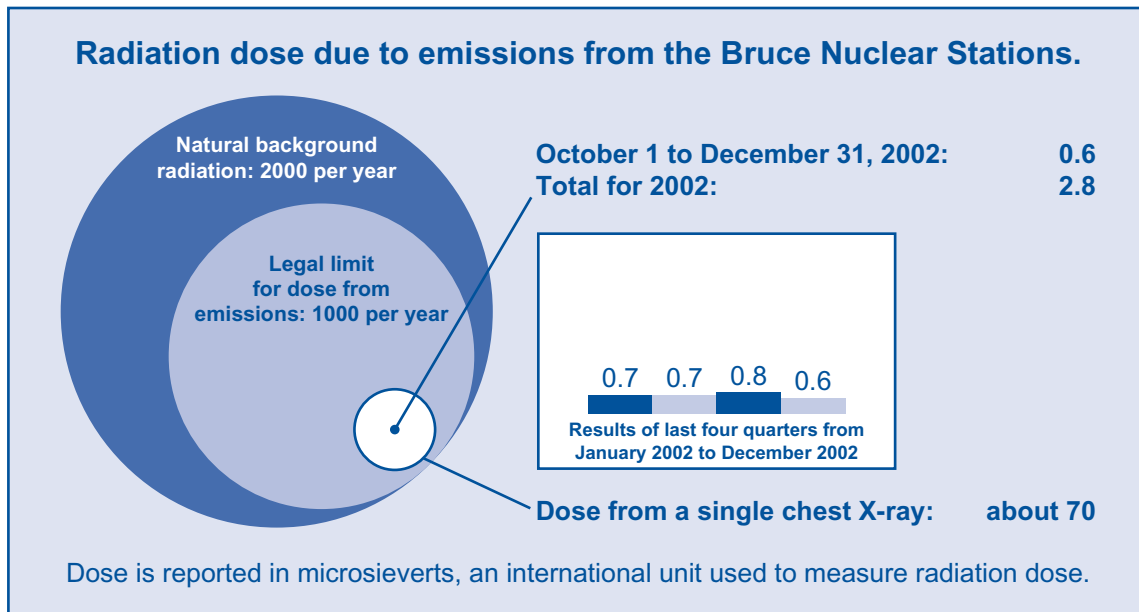 Radiation dose due to emissions from the Bruce Nuclear Stations.
Natural background
radiation: 2000 per year
Legal limit
for dose from
emissions: 1000 per year
October 1 to December 31, 2002: 0.6
Total for 2002: 2.8
0.7 0.7 0.8 0.6
Results of last four quarters from
January 2002 to December 2002
Dose from a single chest X-ray: about 70
Dose is reported in microsieverts, an international unit used to measure radiation dose.